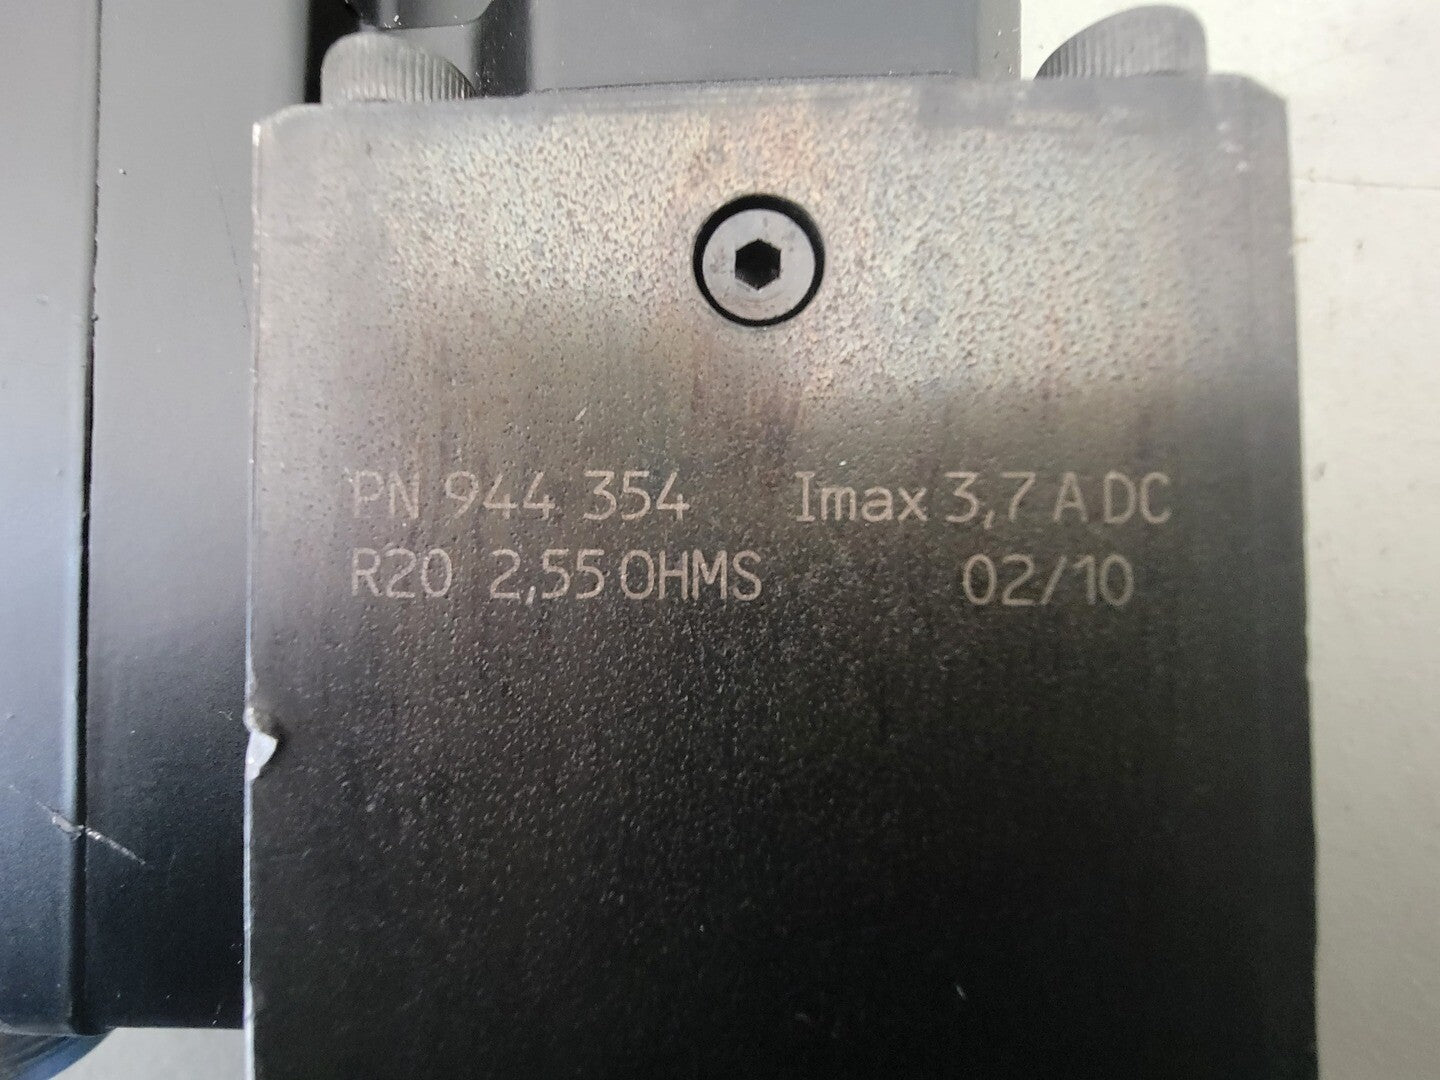 PN 944 354 Imax 3,7 A DC
R20 2,55 OHMS 02/10